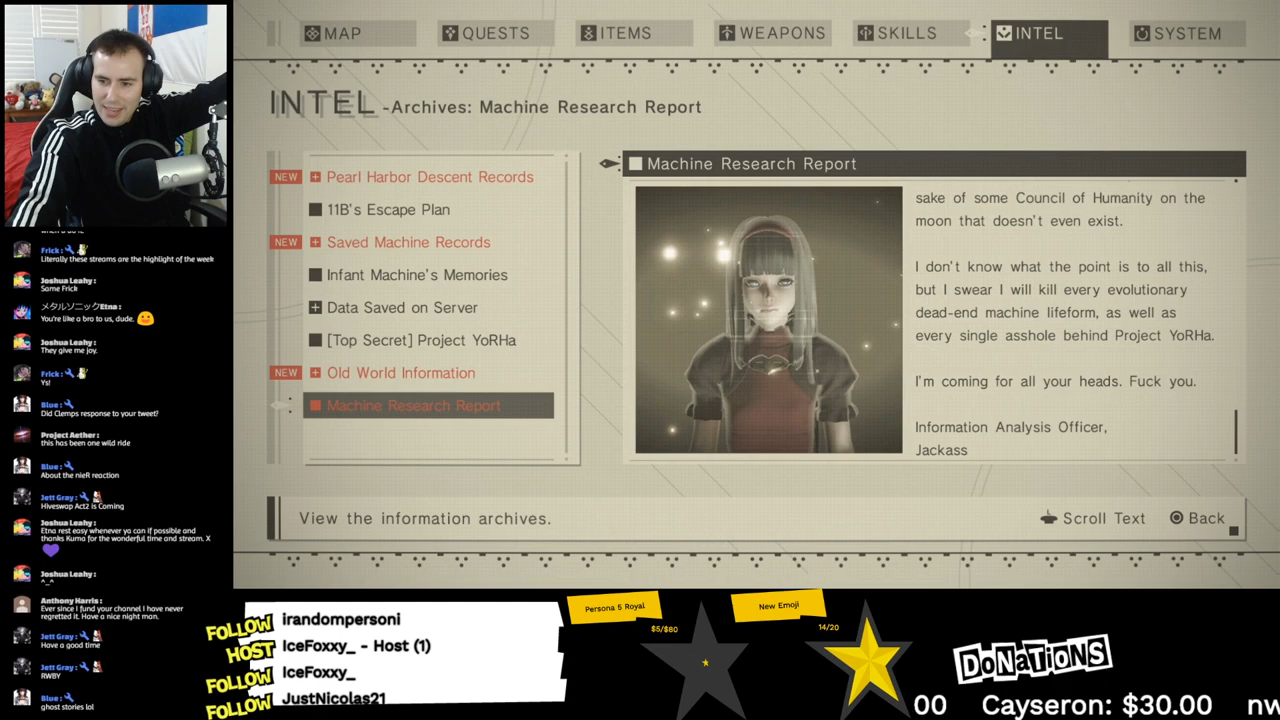 MAP
QUESTS
ITEMS
WEAPONS
SKILLS
INTEL
SYSTEM
INTEL -Archives: Machine Research Report
NEW Pearl Harbor Descent Records
11B's Escape Plan
NEW Saved Machine Records
Infant Machine's Memories
Data Saved on Server
[Top Secret] Project YoRHa
NEW Old World Information
Machine Research Report
Machine Research Report
sake of some Council of Humanity on the
moon that doesn't even exist.
I don't know what the point is to all this,
but I swear I will kill every evolutionary
dead-end machine lifeform, as well as
every single asshole behind Project YoRHa.
I'm coming for all your heads. Fuck you.
Information Analysis Officer,
Jackass
View the information archives.
Scroll Text
Back
Frick :
Literally these streams are the highlight of the week
Joshua Leahy :
Same Frick
メタルソニックEtna :
You're like a bro to us, dude.
Joshua Leahy :
They give me joy.
Frick :
Ys!
Blue :
Did Clemps response to your tweet?
Project Aether :
this has been one wild ride
Blue :
About the nieR reaction
Jett Gray :
Hiveswap Act2 is Coming
Joshua Leahy :
Etna rest easy whenever ya can if possible and
thanks Kuma for the wonderful time and stream. X
Joshua Leahy :
^_^
Anthony Harris :
Ever since I fund your channel I have never
regretted it. Have a nice night man.
Jett Gray :
Have a good time
Jett Gray :
RWBY
Blue :
ghost stories lol
FOLLOW irandompersoni
HOST IceFoxxy_ - Host (1)
FOLLOW IceFoxxy_
FOLLOW JustNicolas21
Persona 5 Royal
$5/$80
New Emoji
14/20
DONATIONS
00 Cayseron: $30.00 nw